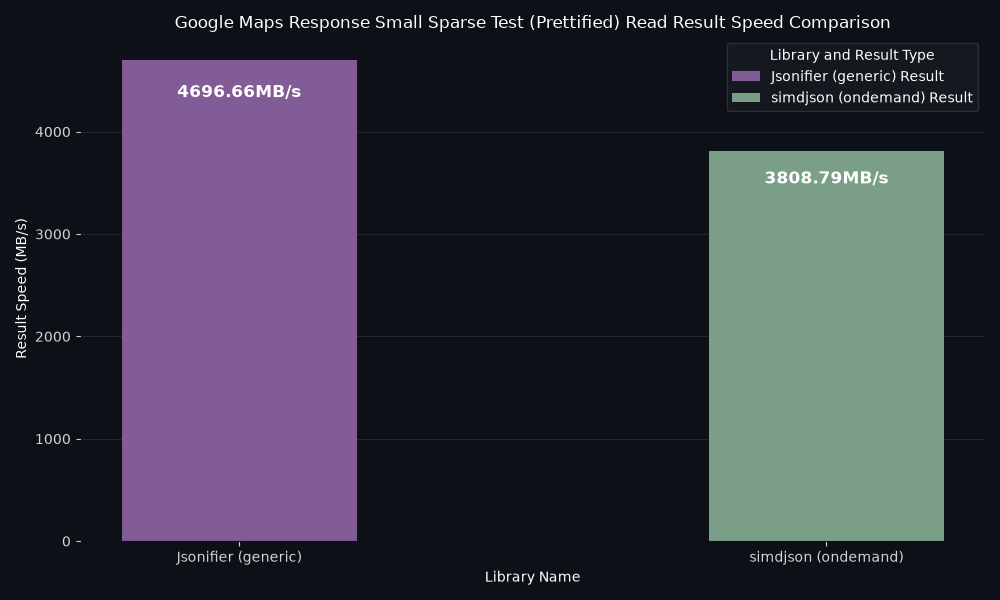 Google Maps Response Small Sparse Test (Prettified) Read Result Speed Comparison
Library and Result Type
Jsonifier (generic) Result
simdjson (ondemand) Result
4696.66MB/s
3808.79MB/s
Result Speed (MB/s)
4000
3000
2000
1000
0
Jsonifier (generic)
simdjson (ondemand)
Library Name